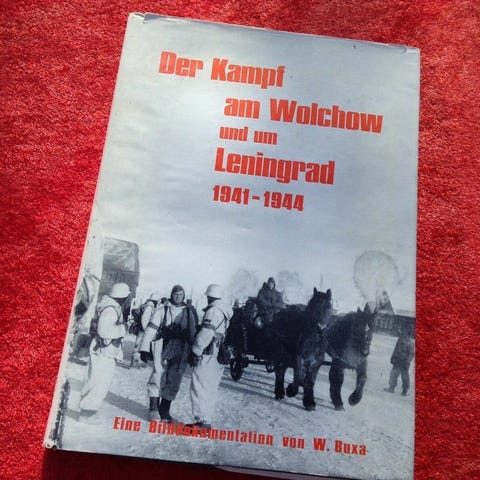 Der Kampf
am Wolchow
und um
Leningrad
1941-1944
Eine Bilddokumentation von W. Buxa